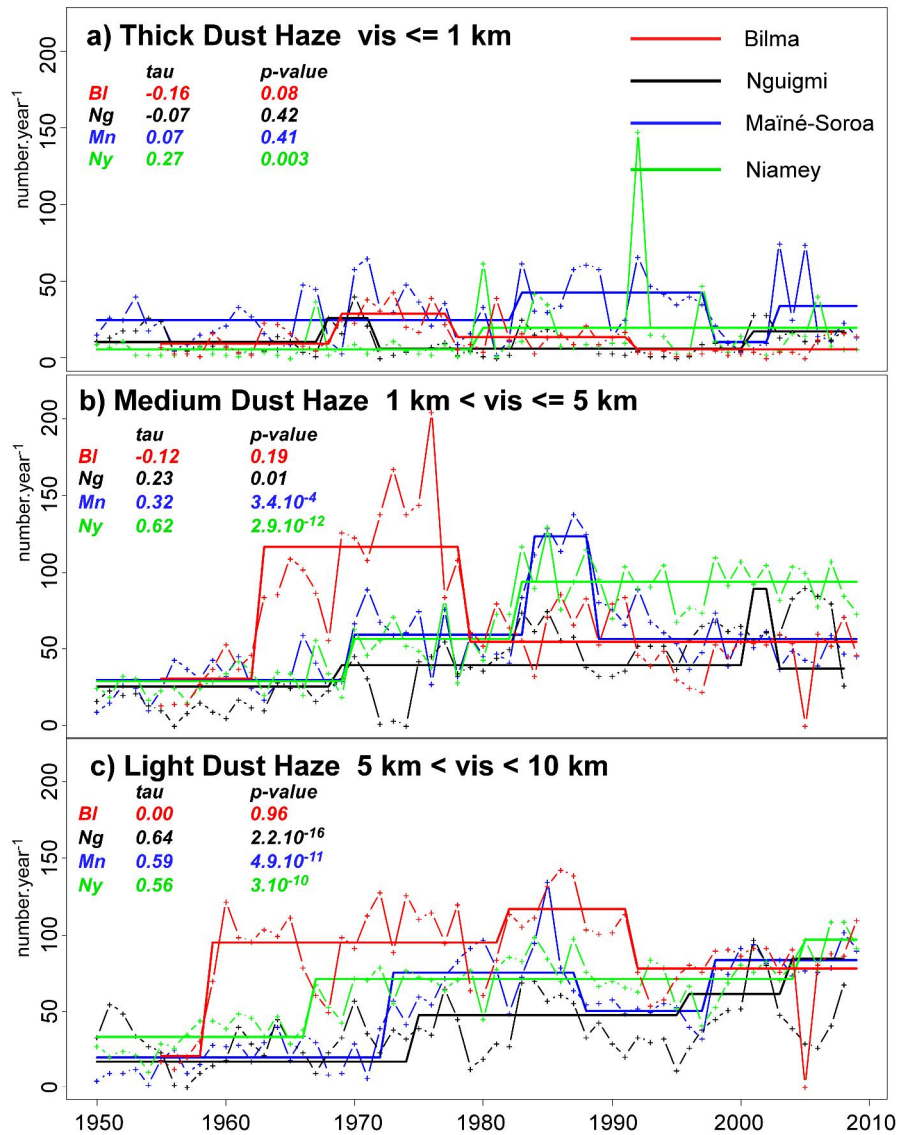 a) Thick Dust Haze vis <= 1 km
tau p-value
Bl -0.16 0.08
Ng -0.07 0.42
Mn 0.07 0.41
Ny 0.27 0.003
Bilma
Nguigmi
Maïné-Soroa
Niamey
number.year-1
200
150
100
50
0
b) Medium Dust Haze 1 km < vis <= 5 km
tau p-value
Bl -0.12 0.19
Ng 0.23 0.01
Mn 0.32 3.4.10-4
Ny 0.62 2.9.10-12
number.year-1
200
150
100
50
0
c) Light Dust Haze 5 km < vis < 10 km
tau p-value
Bl 0.00 0.96
Ng 0.64 2.2.10-16
Mn 0.59 4.9.10-11
Ny 0.56 3.10-10
number.year-1
200
150
100
50
0
1950 1960 1970 1980 1990 2000 2010